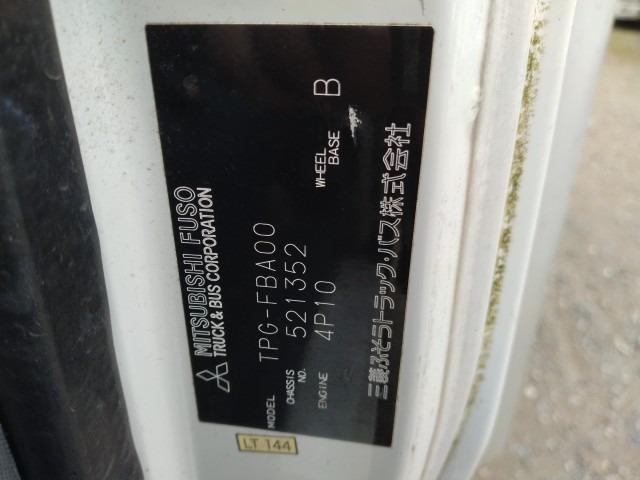 MITSUBISHI FUSO
TRUCK & BUS CORPORATION
MODEL TPG-FBA00
CHASSIS NO. 521352
ENGINE 4P10
WHEEL BASE B
三菱ふそうトラック・バス株式会社
LT 144